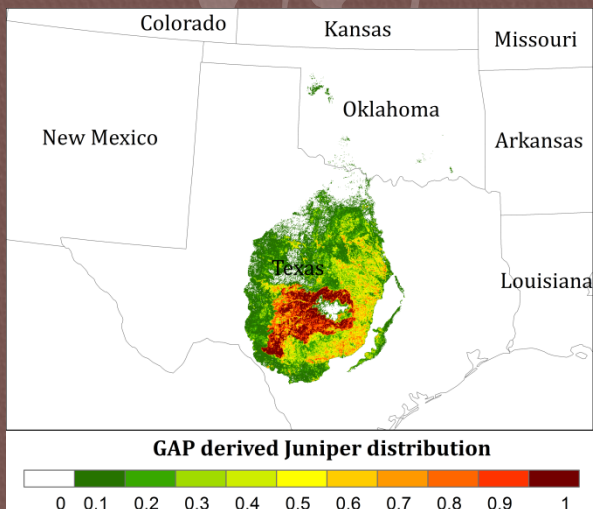 Colorado
Kansas
Missouri
Oklahoma
New Mexico
Arkansas
Texas
Louisiana
GAP derived Juniper distribution
0 0.1 0.2 0.3 0.4 0.5 0.6 0.7 0.8 0.9 1